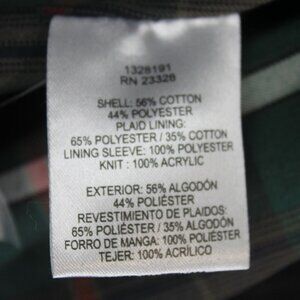 1328191
RN 23328
SHELL: 56% COTTON
44% POLYESTER
PLAID LINING:
65% POLYESTER / 35% COTTON
LINING SLEEVE: 100% POLYESTER
KNIT : 100% ACRYLIC
EXTERIOR: 56% ALGODÓN
44% POLIÉSTER
REVESTIMENTO DE PLAIDOS:
65% POLIÉSTER / 35% ALGODÓN
FORRO DE MANGA: 100% POLIÉSTER
TEJER: 100% ACRÍLICO